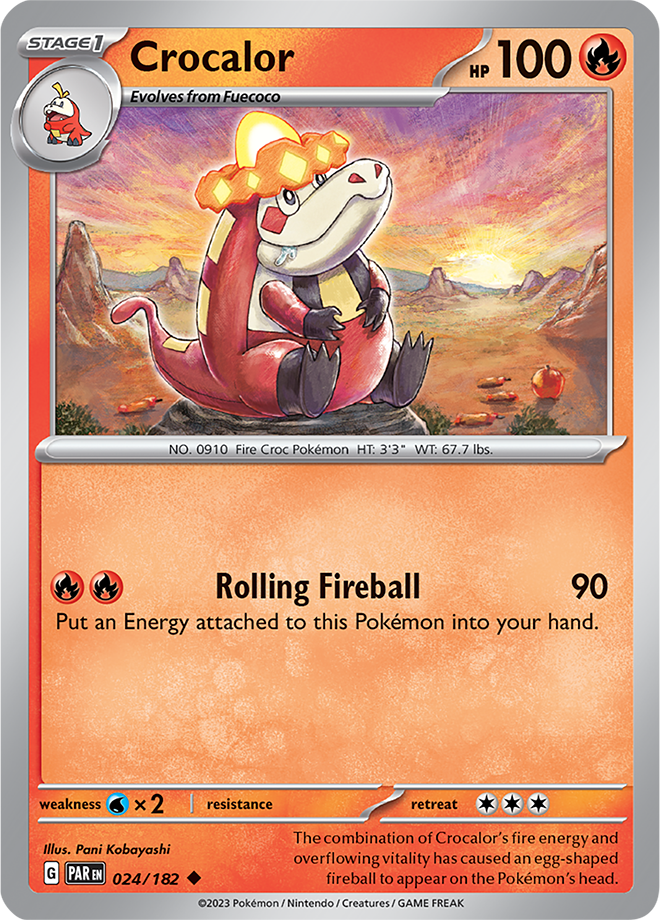 STAGE 1
Crocalor
HP 100
Evolves from Fuecoco
NO. 0910 Fire Croc Pokémon HT: 3'3" WT: 67.7 lbs.
Rolling Fireball 90
Put an Energy attached to this Pokémon into your hand.
weakness × 2 resistance retreat
Illus. Pani Kobayashi
The combination of Crocalor's fire energy and
overflowing vitality has caused an egg-shaped
fireball to appear on the Pokémon's head.
G PAR EN 024/182
©2023 Pokémon / Nintendo / Creatures / GAME FREAK